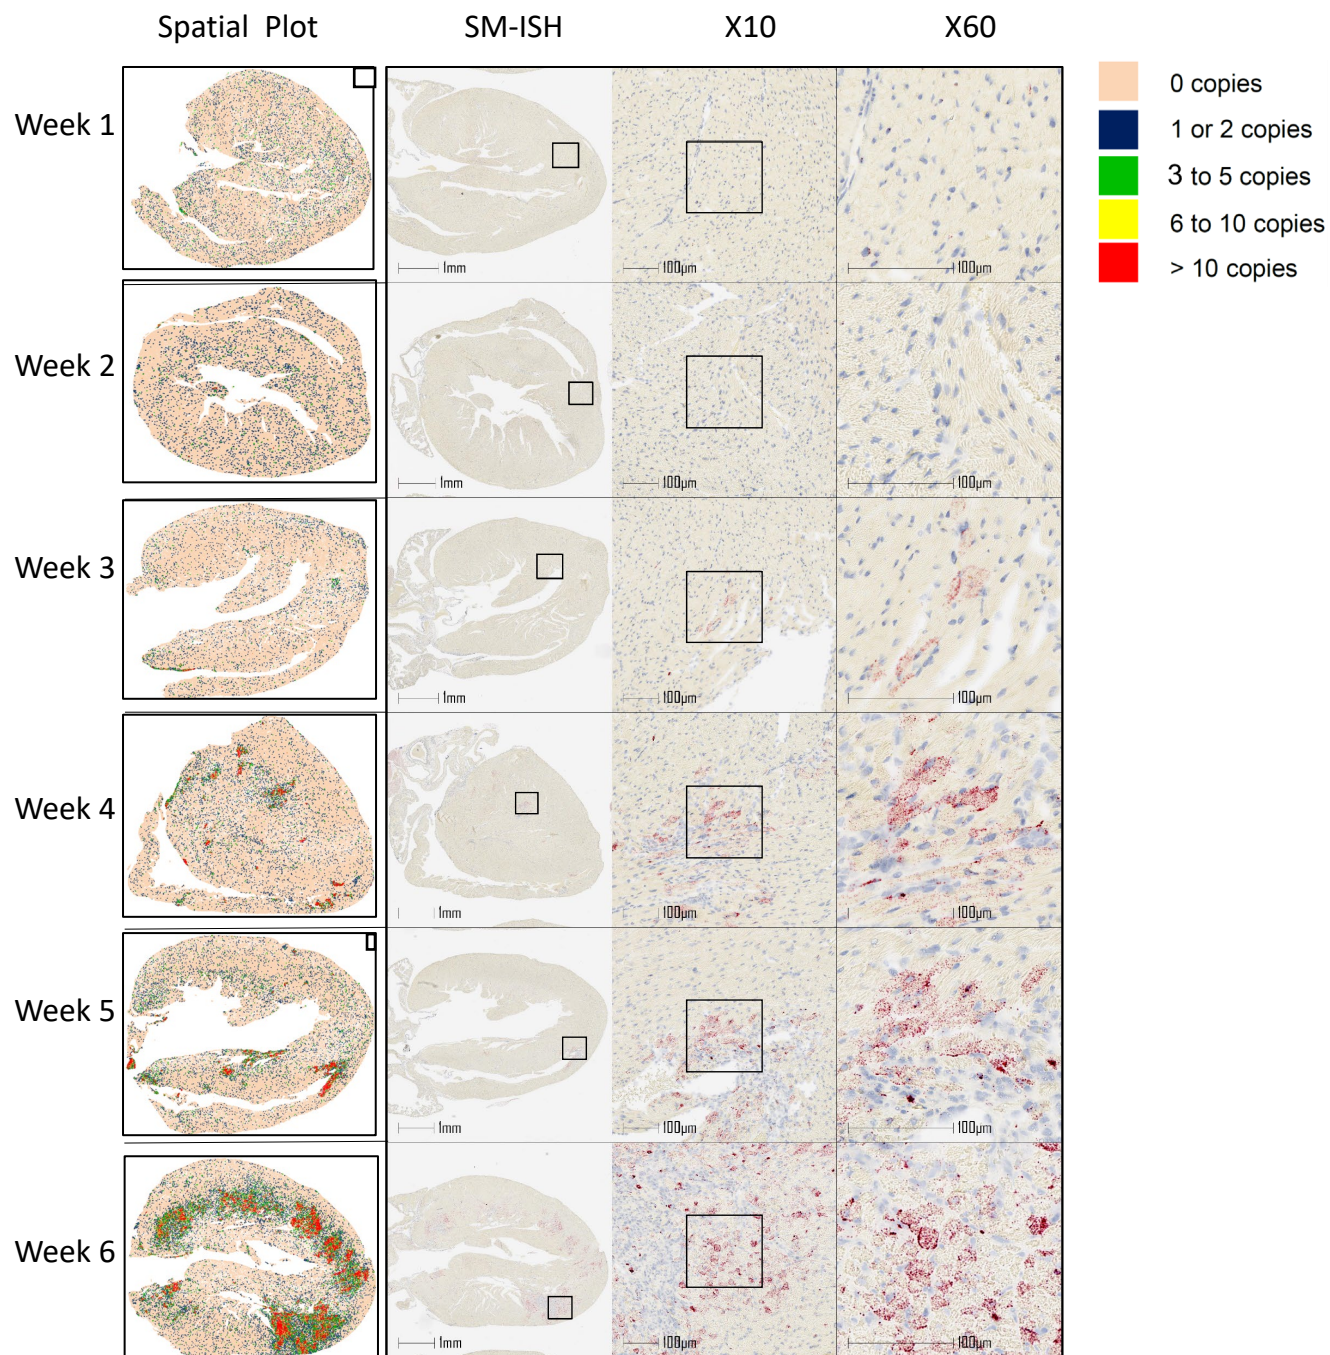 Spatial Plot SM-ISH X10 X60
0 copies
1 or 2 copies
3 to 5 copies
6 to 10 copies
> 10 copies
Week 1
1mm 100µm 100µm
Week 2
1mm 100µm 100µm
Week 3
1mm 100µm 100µm
Week 4
1mm 100µm 100µm
Week 5
1mm 100µm 100µm
Week 6
1mm 100µm 100µm